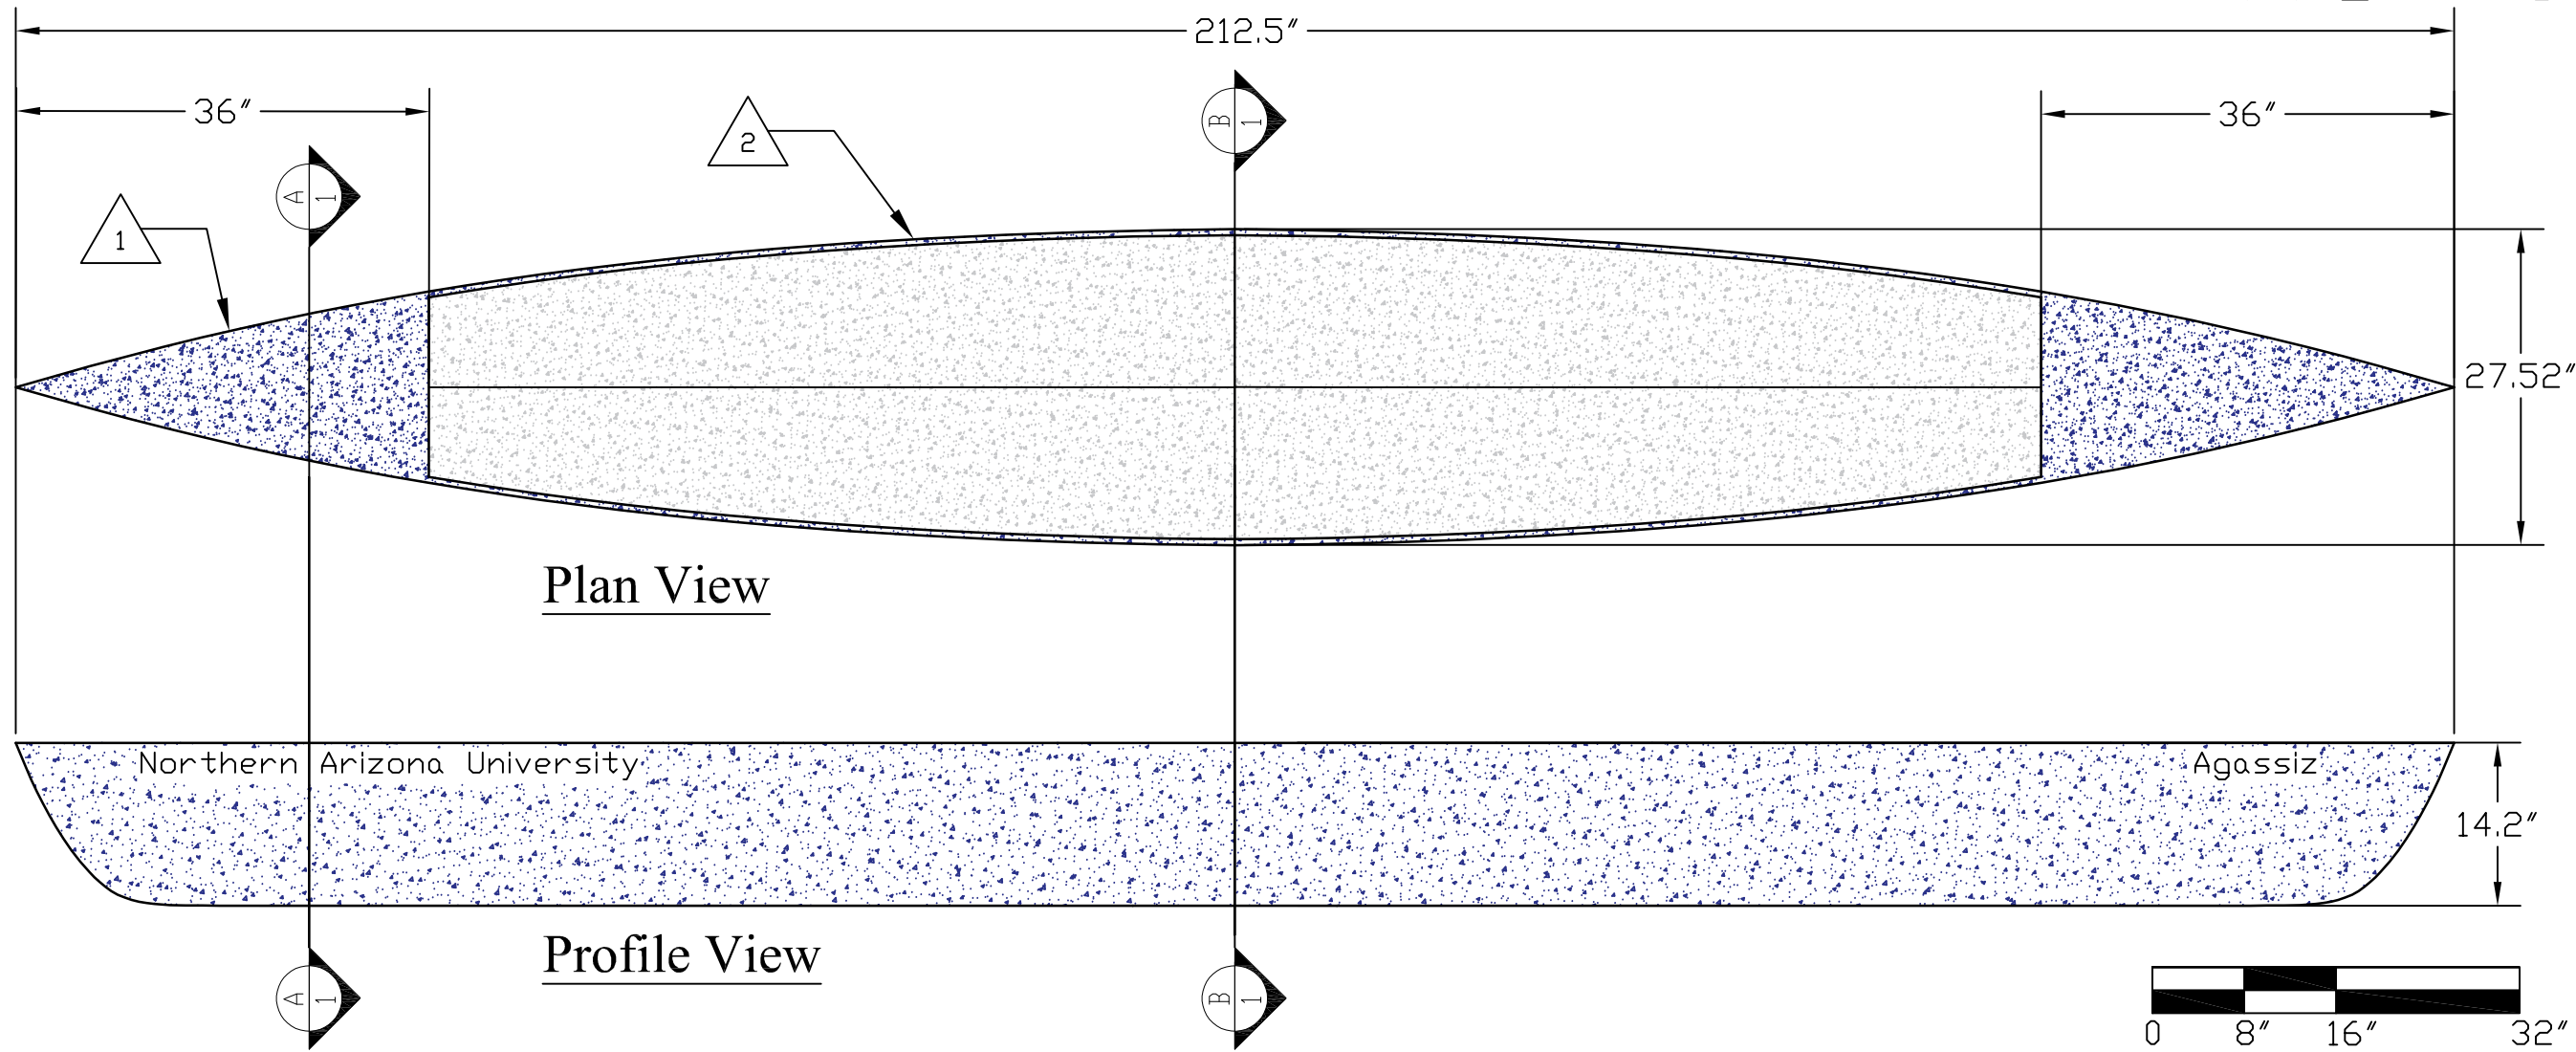 212.5"
36"
36"
2
B
1
A
1
1
27.52"
Plan View
Northern Arizona University
Agassiz
14.2"
Profile View
A
1
B
1
0 8" 16" 32"